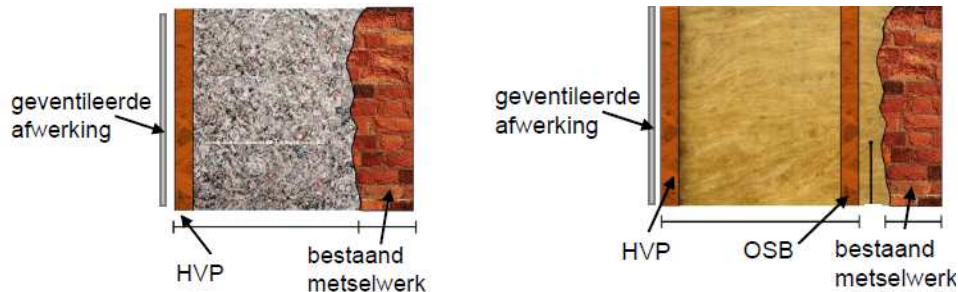 geventileerde
afwerking
HVP
bestaand
metselwerk
geventileerde
afwerking
HVP
OSB
bestaand
metselwerk